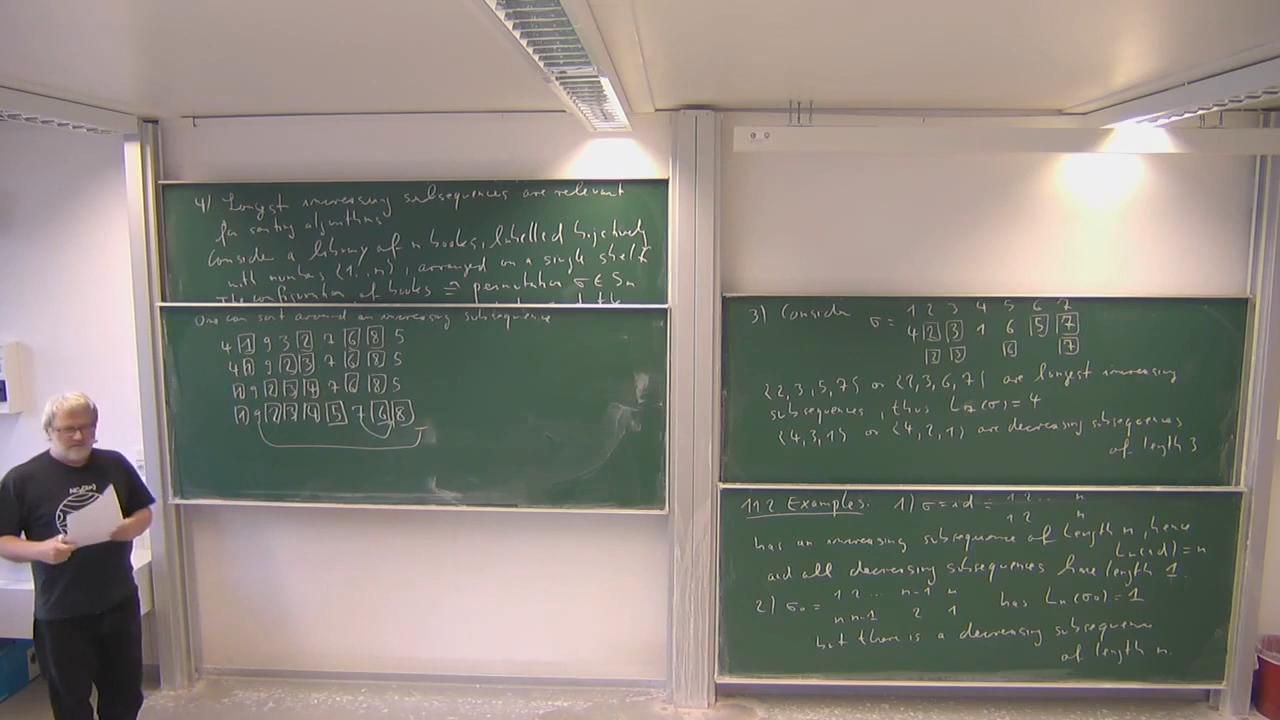 4) Longest increasing subsequences are relevant
for sorting algorithms
Consider a library of n books, labelled bijectively
with numbers {1...n}, arranged on a single shelf
The configuration of books ≙ permutation σ ∈ Sn
One can sort around an increasing subsequence
4 1 9 3 2 7 6 8 5
4 1 9 2 3 7 6 8 5
1 9 2 3 4 7 6 8 5
1 9 2 3 4 5 7 6 8
3) Consider σ = 1 2 3 4 5 6 7
4 2 3 1 6 5 7
2 3 6 7
{2, 3, 5, 7} or {2, 3, 6, 7} are longest increasing
subsequences, thus L7(σ) = 4
{4, 3, 1} or {4, 2, 1} are decreasing subsequences
of length 3
11.2 Examples. 1) σ = id = 1 2 ... n
1 2 n
has an increasing subsequence of length n, hence
Ln(id) = n
and all decreasing subsequences have length 1.
2) σ0 = 1 2 ... n-1 n has Ln(σ0) = 1
n n-1 2 1
but there is a decreasing subsequence
of length n.